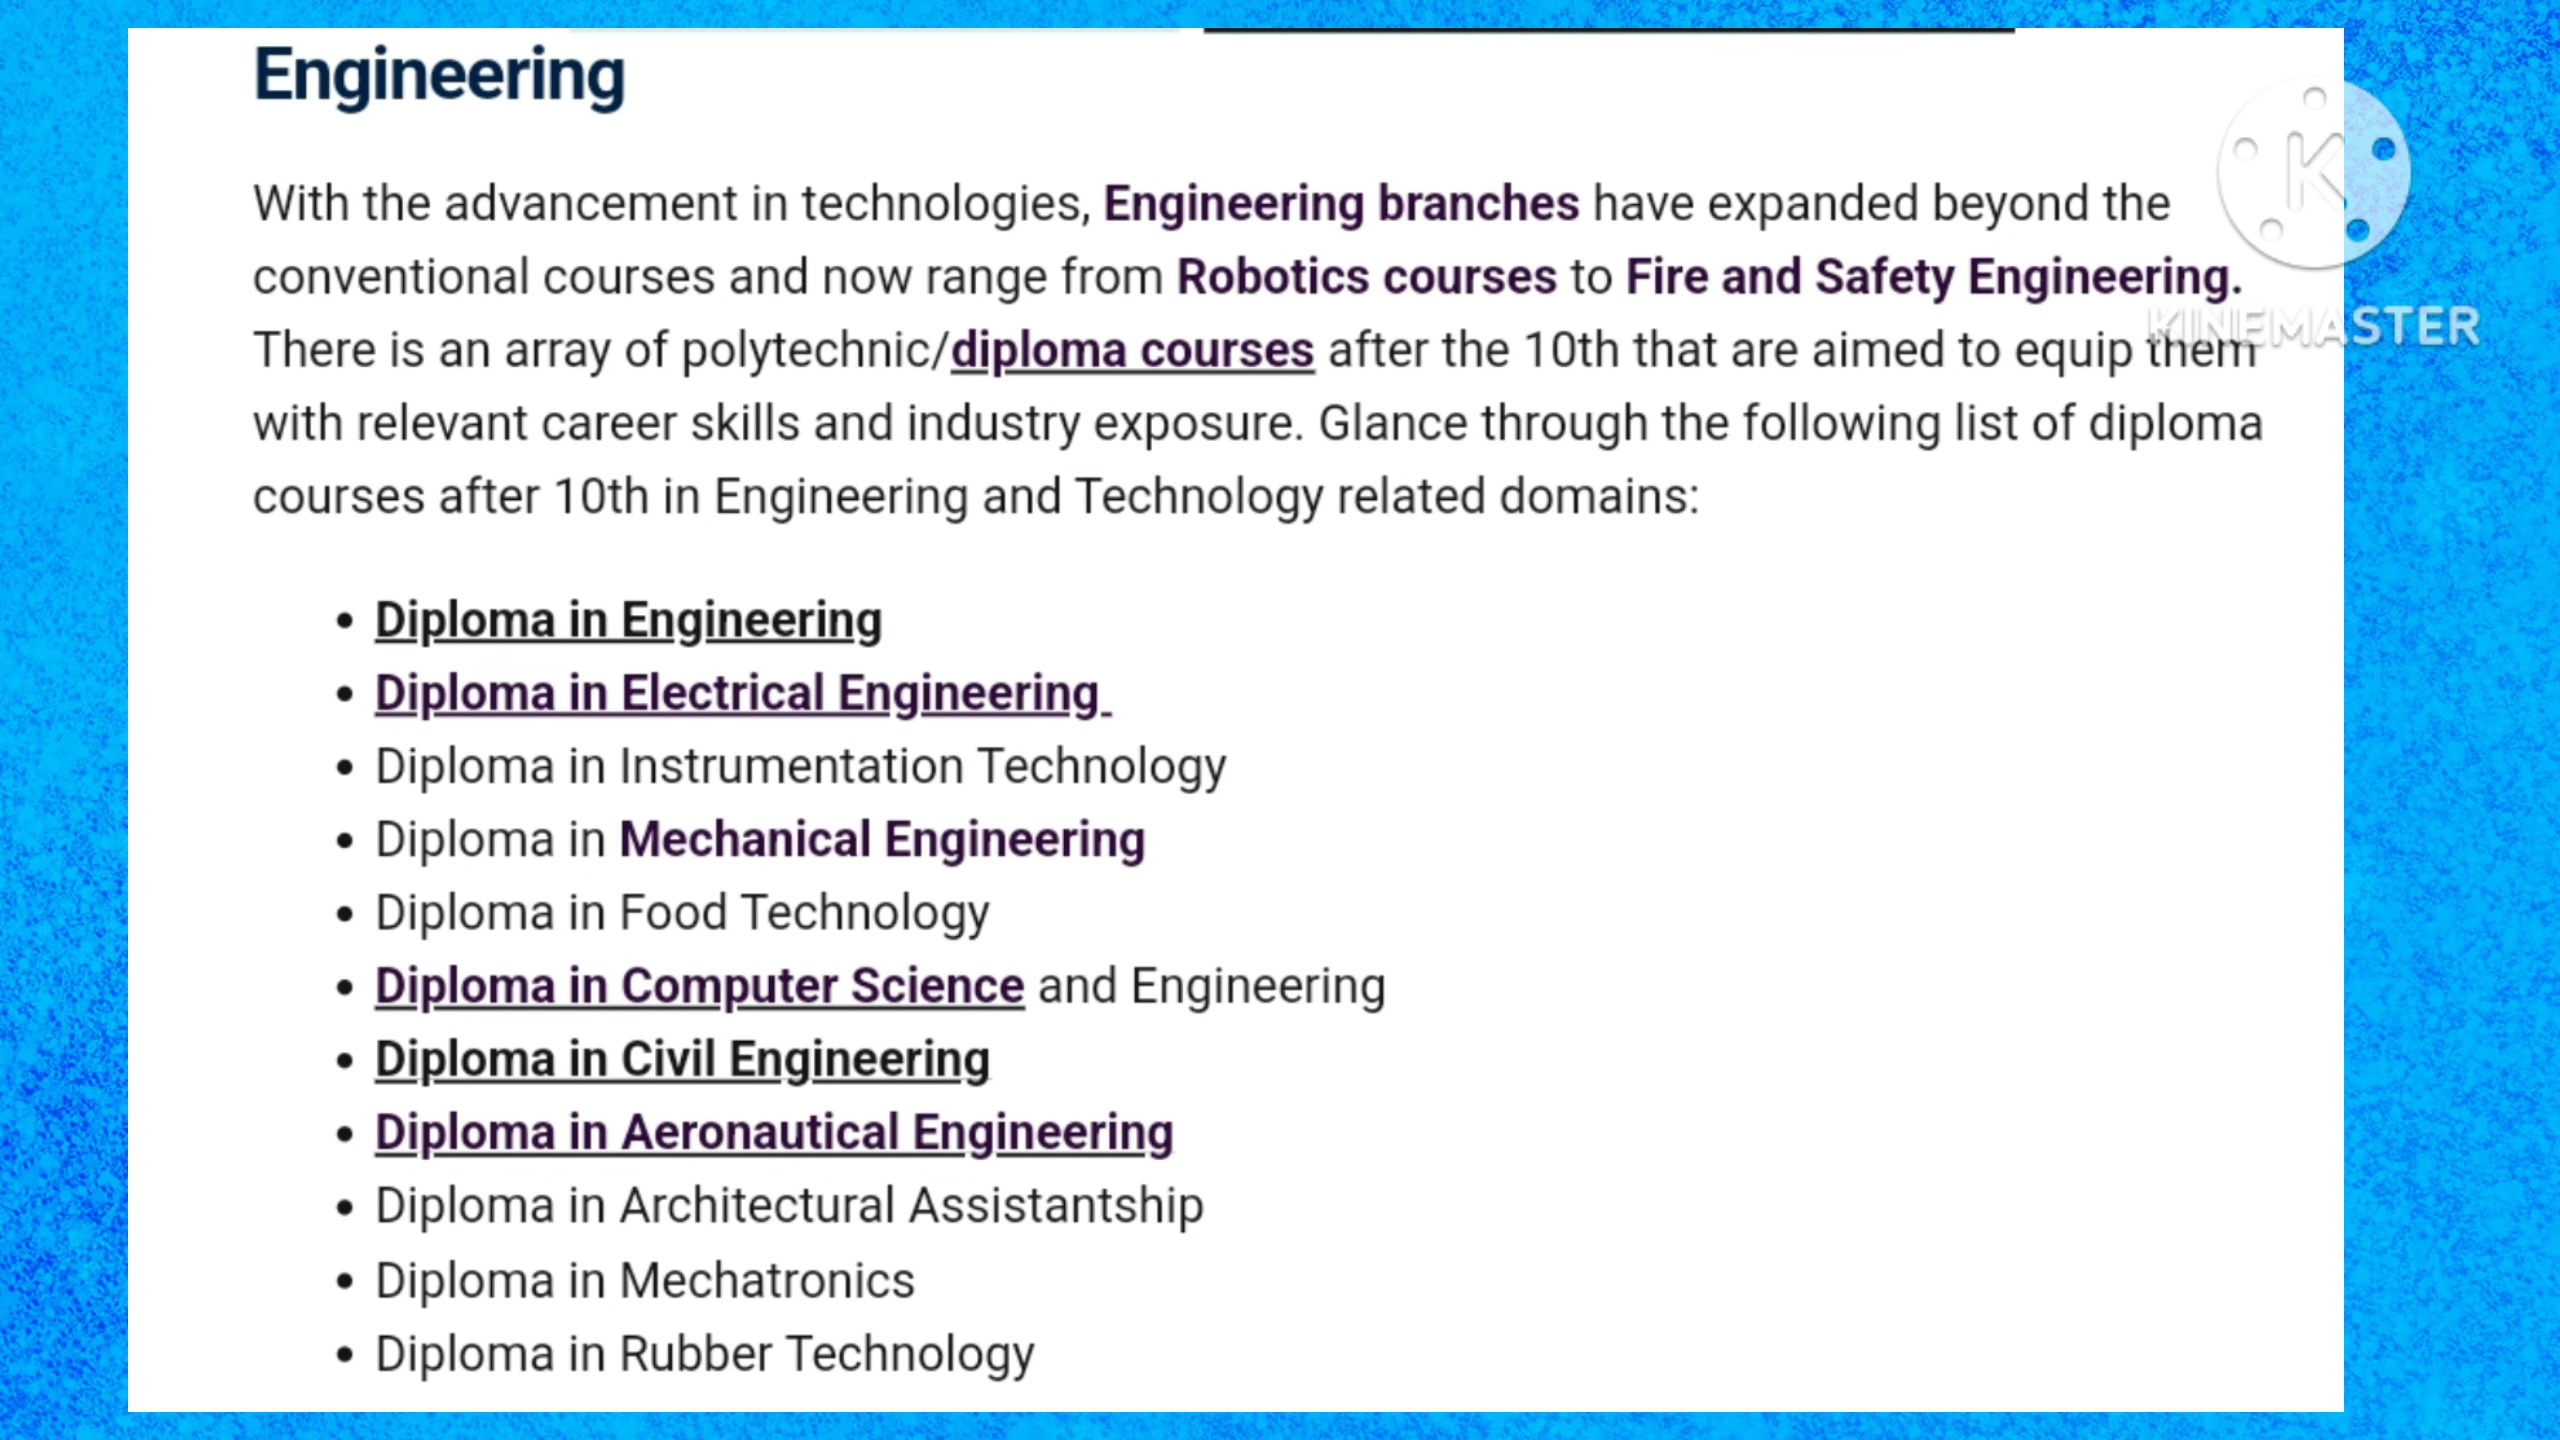 Engineering
With the advancement in technologies, Engineering branches have expanded beyond the
conventional courses and now range from Robotics courses to Fire and Safety Engineering.
There is an array of polytechnic/diploma courses after the 10th that are aimed to equip them
with relevant career skills and industry exposure. Glance through the following list of diploma
courses after 10th in Engineering and Technology related domains:
• Diploma in Engineering
• Diploma in Electrical Engineering
• Diploma in Instrumentation Technology
• Diploma in Mechanical Engineering
• Diploma in Food Technology
• Diploma in Computer Science and Engineering
• Diploma in Civil Engineering
• Diploma in Aeronautical Engineering
• Diploma in Architectural Assistantship
• Diploma in Mechatronics
• Diploma in Rubber Technology
K
KINEMASTER